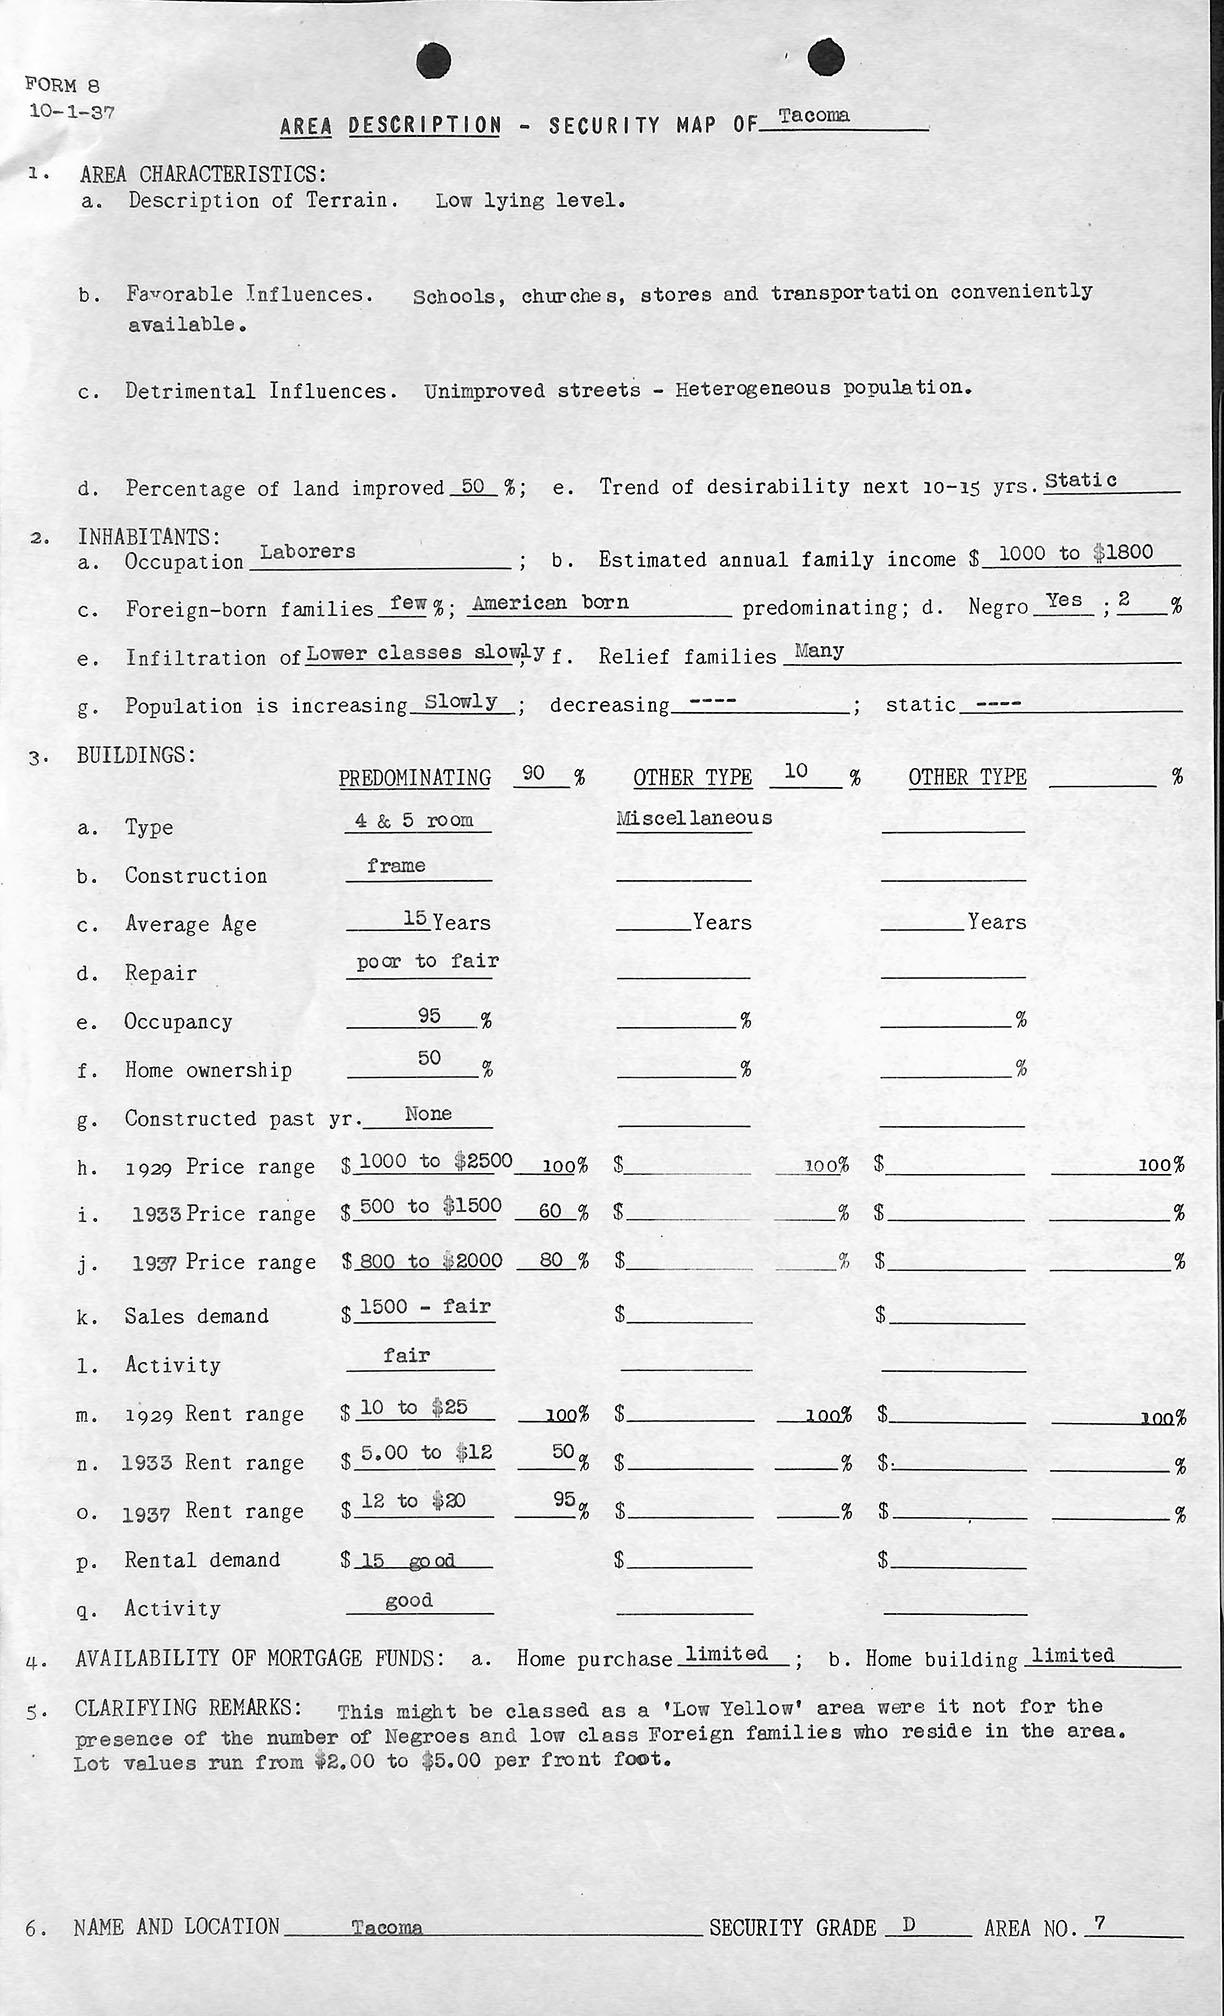 FORM 8
10-1-37
AREA DESCRIPTION - SECURITY MAP OF Tacoma
1. AREA CHARACTERISTICS:
a. Description of Terrain. Low lying level.
b. Favorable Influences. Schools, churches, stores and transportation conveniently
available.
c. Detrimental Influences. Unimproved streets - Heterogeneous population.
d. Percentage of land improved 50 %; e. Trend of desirability next 10-15 yrs. Static
2. INHABITANTS:
a. Occupation Laborers ; b. Estimated annual family income $ 1000 to $1800
c. Foreign-born families few %; American born predominating; d. Negro Yes ; 2 %
e. Infiltration of Lower classes slowly; f. Relief families Many
g. Population is increasing Slowly ; decreasing ---- ; static ----
3. BUILDINGS:
PREDOMINATING 90 % OTHER TYPE 10 % OTHER TYPE %
a. Type 4 & 5 room Miscellaneous
b. Construction frame
c. Average Age 15 Years Years Years
d. Repair poor to fair
e. Occupancy 95 % % %
f. Home ownership 50 % % %
g. Constructed past yr. None
h. 1929 Price range $ 1000 to $2500 100% $ 100% $ 100%
i. 1933 Price range $ 500 to $1500 60 % $ % $ %
j. 1937 Price range $ 800 to $2000 80 % $ % $ %
k. Sales demand $ 1500 - fair $ $
l. Activity fair
m. 1929 Rent range $ 10 to $25 100% $ 100% $ 100%
n. 1933 Rent range $ 5.00 to $12 50% $ % $ %
o. 1937 Rent range $ 12 to $20 95% $ % $ %
p. Rental demand $ 15 good $ $
q. Activity good
4. AVAILABILITY OF MORTGAGE FUNDS: a. Home purchase limited ; b. Home building limited
5. CLARIFYING REMARKS: This might be classed as a 'Low Yellow' area were it not for the
presence of the number of Negroes and low class Foreign families who reside in the area.
Lot values run from $2.00 to $5.00 per front foot.
6. NAME AND LOCATION Tacoma SECURITY GRADE D AREA NO. 7